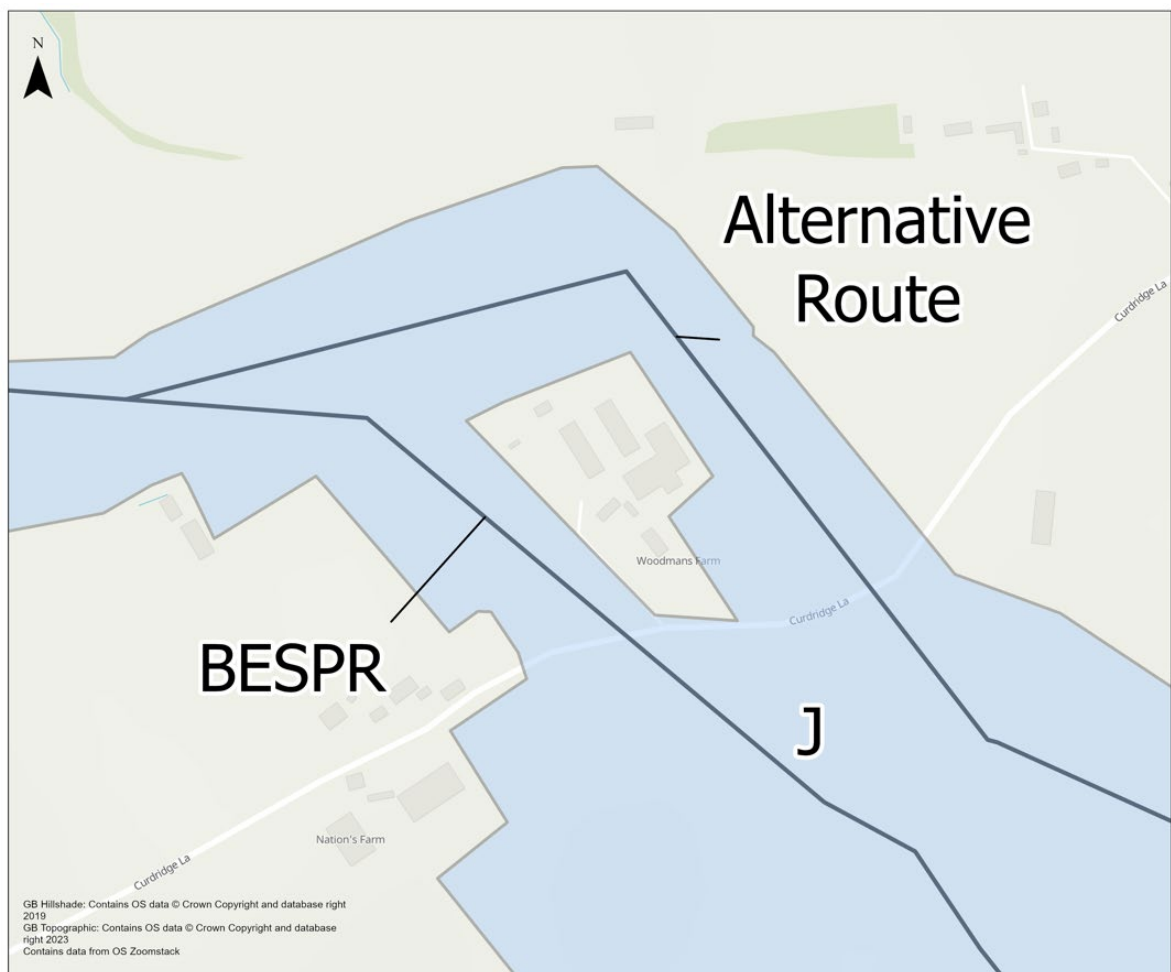 N
Alternative
Route
Curdridge La
Woodmans Farm
Curdridge La
BESPR
J
Nation's Farm
Curdridge La
GB Hillshade: Contains OS data © Crown Copyright and database right
2019
GB Topographic: Contains OS data © Crown Copyright and database
right 2023
Contains data from OS Zoomstack